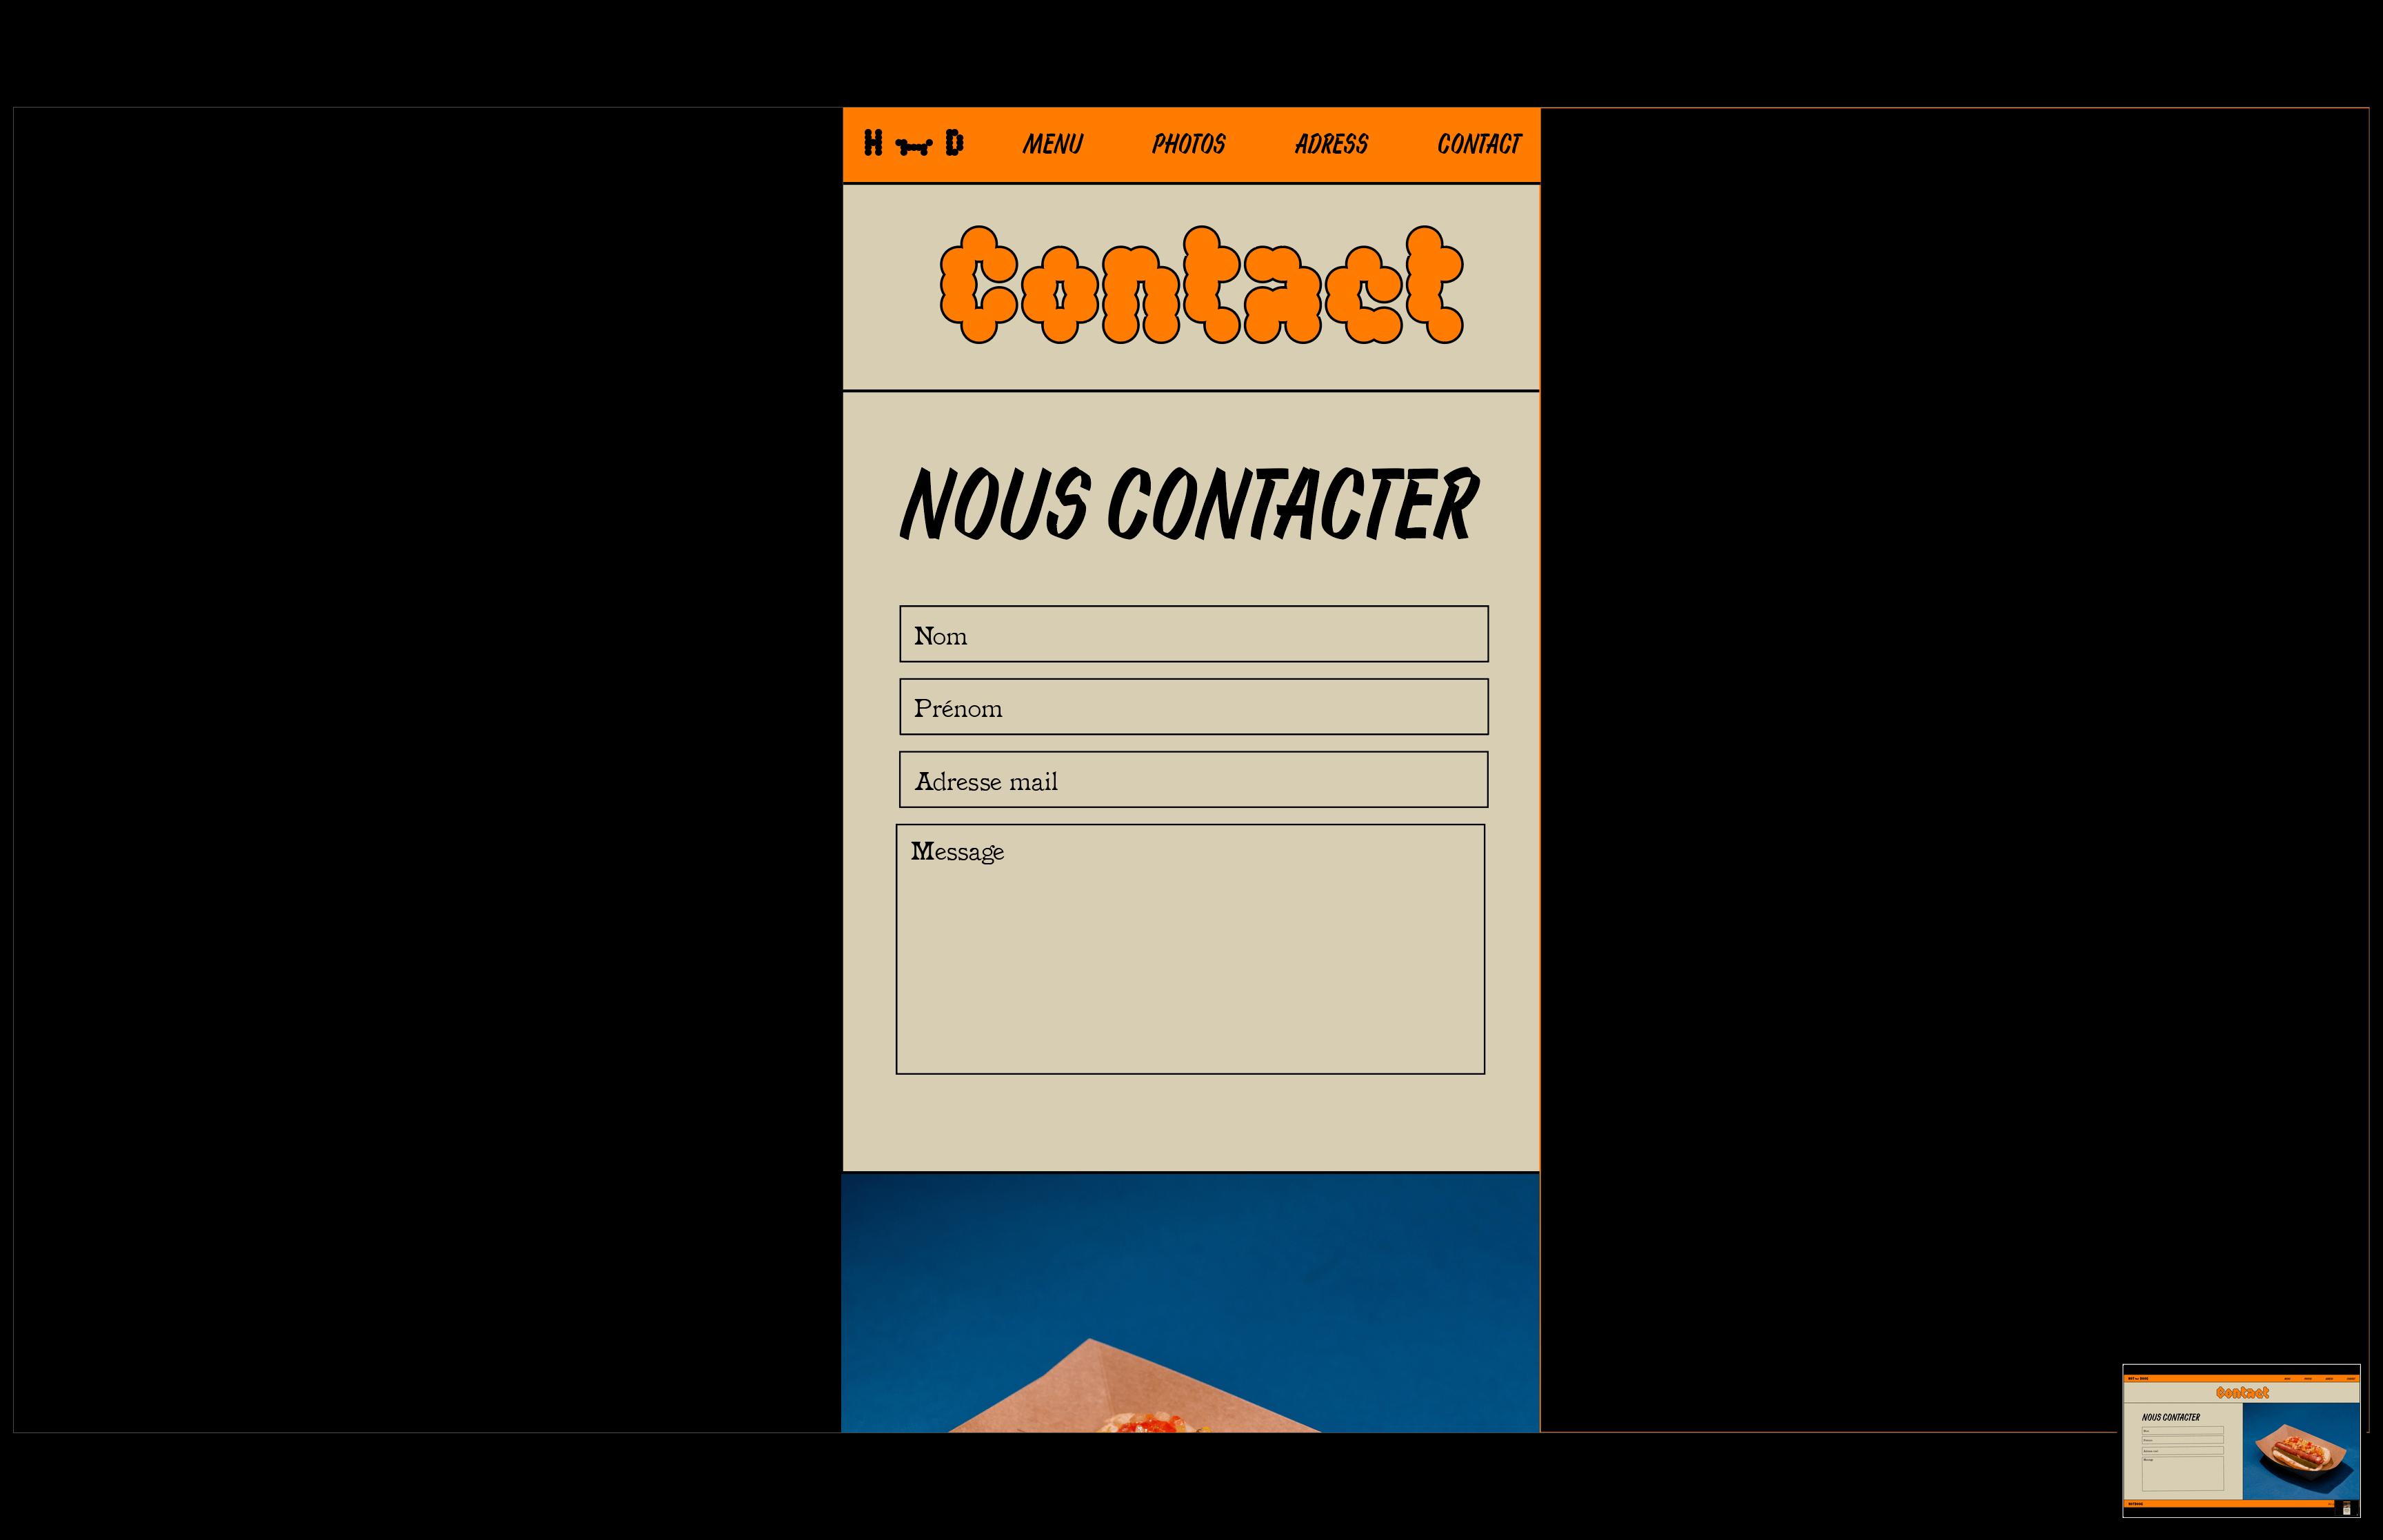 H D MENU PHOTOS ADRESS CONTACT
Contact
NOUS CONTACTER
Nom
Prénom
Adresse mail
Message
Contact
NOUS CONTACTER